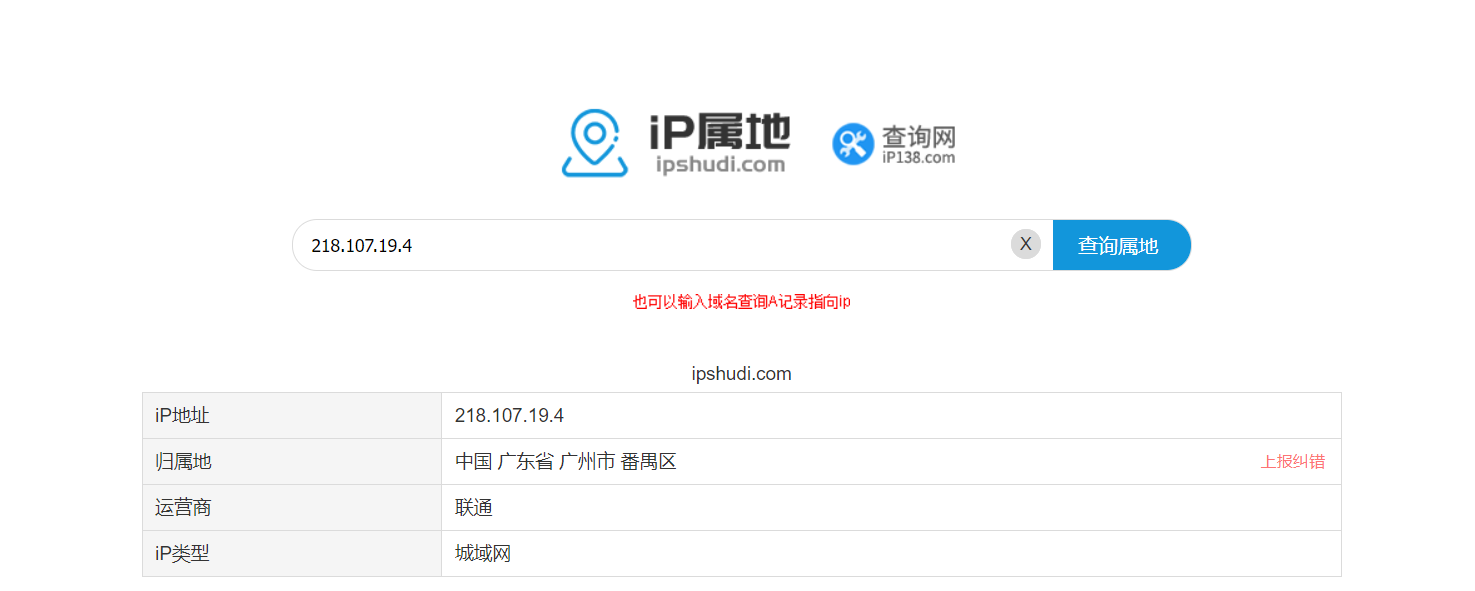 iP属地
ipshudi.com
查询网
iP138.com
218.107.19.4
X
查询属地
也可以输入域名查询A记录指向ip
ipshudi.com
iP地址 218.107.19.4
归属地 中国 广东省 广州市 番禺区 上报纠错
运营商 联通
iP类型 城域网